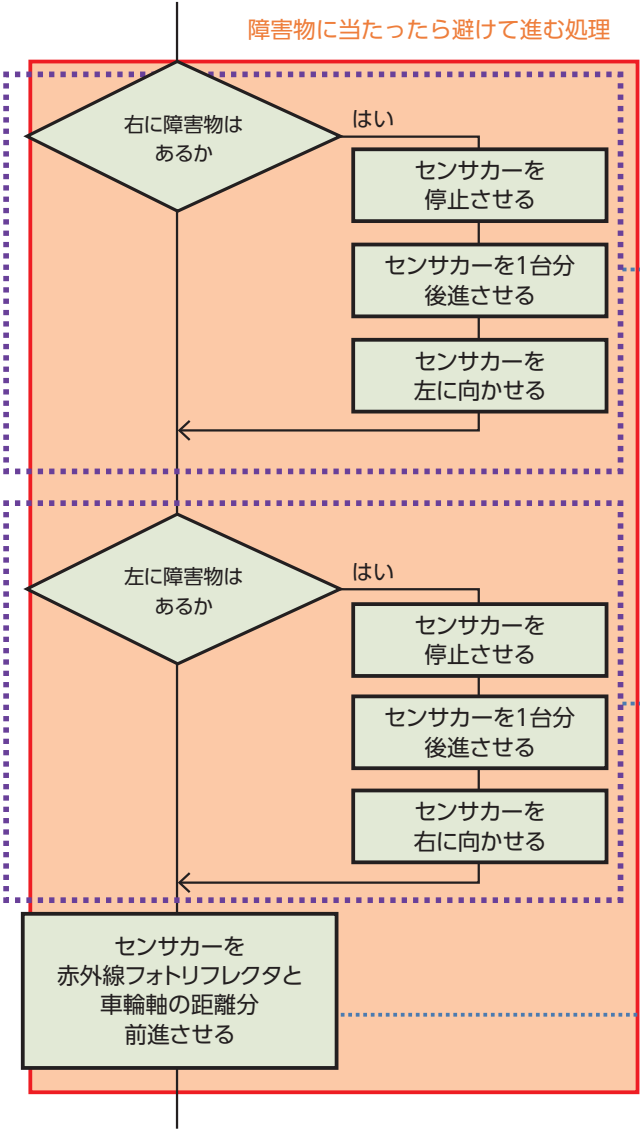 障害物に当たったら避けて進む処理
右に障害物は
あるか
はい
センサカーを
停止させる
センサカーを1台分
後進させる
センサカーを
左に向かせる
左に障害物は
あるか
はい
センサカーを
停止させる
センサカーを1台分
後進させる
センサカーを
右に向かせる
センサカーを
赤外線フォトリフレクタと
車輪軸の距離分
前進させる